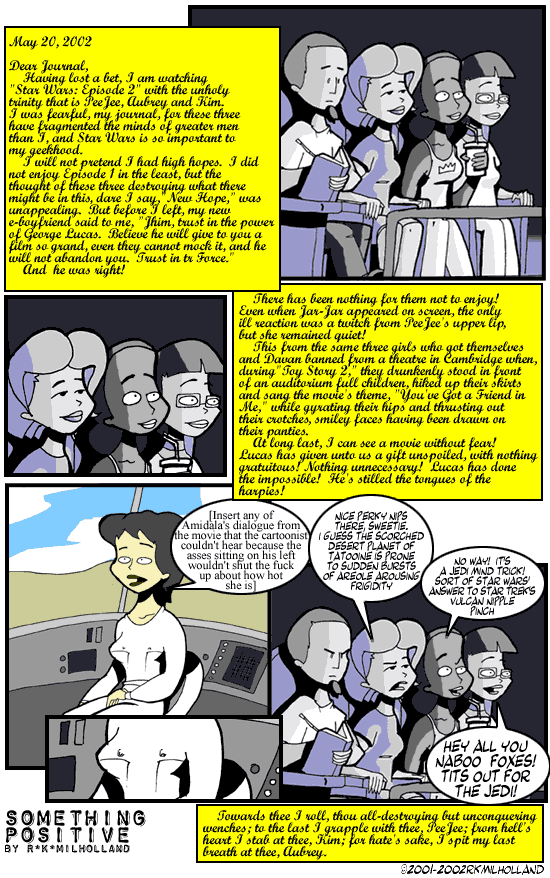 May 20, 2002
Dear Journal,
Having lost a bet, I am watching
"Star Wars: Episode 2" with the unholy
trinity that is PeeJee, Aubrey and Kim.
I was fearful, my journal, for these three
have fragmented the minds of greater men
than I, and Star Wars is so important to
my geekhood.
I will not pretend I had high hopes. I did
not enjoy Episode 1 in the least, but the
thought of these three destroying what there
might be in this, dare I say, "New Hope," was
unappealing. But before I left, my new
e-boyfriend said to me, "Jhim, trust in the power
of George Lucas. Believe he will give to you a
film so grand, even they cannot mock it, and he
will not abandon you. Trust in tr Force."
And he was right!
There has been nothing for them not to enjoy!
Even when Jar-Jar appeared on screen, the only
ill reaction was a twitch from PeeJee's upper lip,
but she remained quiet!
This from the same three girls who got themselves
and Davan banned from a theatre in Cambridge when,
during"Toy Story 2," they drunkenly stood in front
of an auditorium full children, hiked up their skirts
and sang the movie's theme, "You've Got a Friend in
Me," while gyrating their hips and thrusting out
their crotches, smiley faces having been drawn on
their panties.
At long last, I can see a movie without fear!
Lucas has given unto us a gift unspoiled, with nothing
gratuitous! Nothing unnecessary! Lucas has done
the impossible! He's stilled the tongues of the
harpies!
[Insert any of
Amidala's dialogue from
the movie that the cartoonist
couldn't hear because the
asses sitting on his left
wouldn't shut the fuck
up about how hot
she is]
NICE PERKY NIPS
THERE, SWEETIE.
I GUESS THE SCORCHED
DESERT PLANET OF
TATOOINE IS PRONE
TO SUDDEN BURSTS
OF AREOLE AROUSING
FRIGIDITY
NO WAY! IT'S
A JEDI MIND TRICK!
SORT OF STAR WARS'
ANSWER TO STAR TREK'S
VULCAN NIPPLE
PINCH
HEY ALL YOU
NABOO FOXES!
TITS OUT FOR
THE JEDI!
SOMETHING
POSITIVE
BY R*K*MILHOLLAND
Towards thee I roll, thou all-destroying but unconquering
wenches; to the last I grapple with thee, PeeJee; from hell's
heart I stab at thee, Kim; for hate's sake, I spit my last
breath at thee, Aubrey.
©2001-2002RKMILHOLLAND